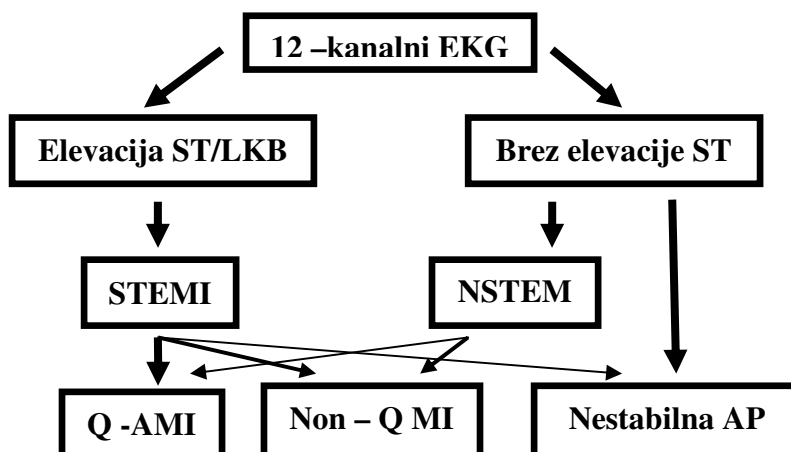 12 –kanalni EKG
Elevacija ST/LKB
Brez elevacije ST
STEMI
NSTEM
Q -AMI
Non – Q MI
Nestabilna AP